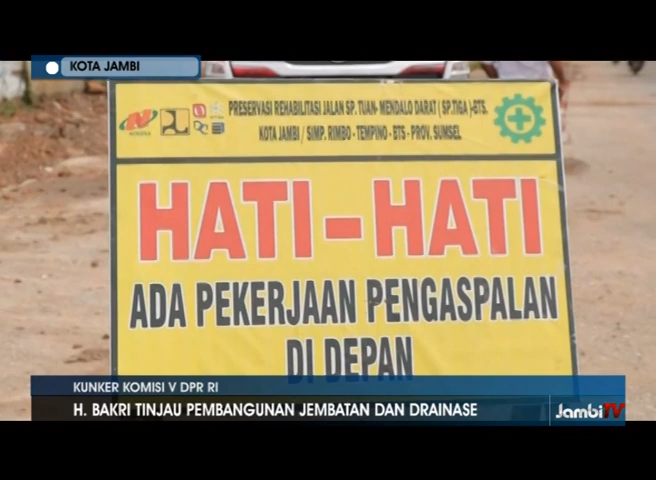 KOTA JAMBI
PRESERVASI REHABILITASI JALAN SP. TUAN- MENDALO DARAT ( SP.TIGA )-BTS.
KOTA JAMBI / SIMP. RIMBO - TEMPINO - BTS - PROV. SUMSEL
HATI-HATI
ADA PEKERJAAN PENGASPALAN
DI DEPAN
KUNKER KOMISI V DPR RI
H. BAKRI TINJAU PEMBANGUNAN JEMBATAN DAN DRAINASE
JambiTV